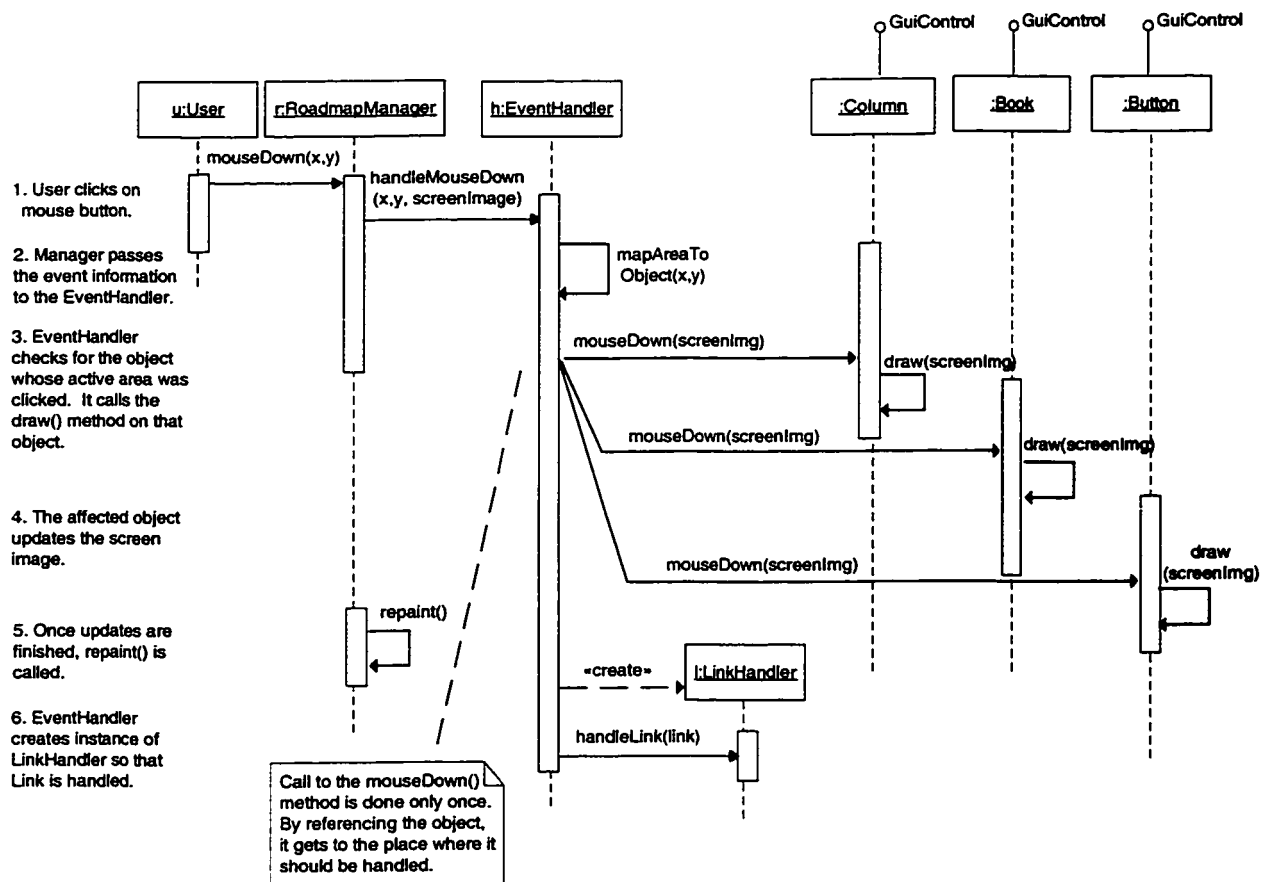 GuiControl
GuiControl
GuiControl
u:User
r:RoadmapManager
h:EventHandler
:Column
:Book
:Button
mouseDown(x,y)
1. User clicks on
mouse button.
handleMouseDown
(x,y, screenImage)
2. Manager passes
the event information
to the EventHandler.
mapAreaTo
Object(x,y)
3. EventHandler
checks for the object
whose active area was
clicked. It calls the
draw() method on that
object.
mouseDown(screenImg)
draw(screenImg)
mouseDown(screenImg)
draw(screenImg)
4. The affected object
updates the screen
image.
mouseDown(screenImg)
draw
(screenImg)
repaint()
5. Once updates are
finished, repaint() is
called.
«create»
l:LinkHandler
6. EventHandler
creates instance of
LinkHandler so that
Link is handled.
handleLink(link)
Call to the mouseDown()
method is done only once.
By referencing the object,
it gets to the place where it
should be handled.